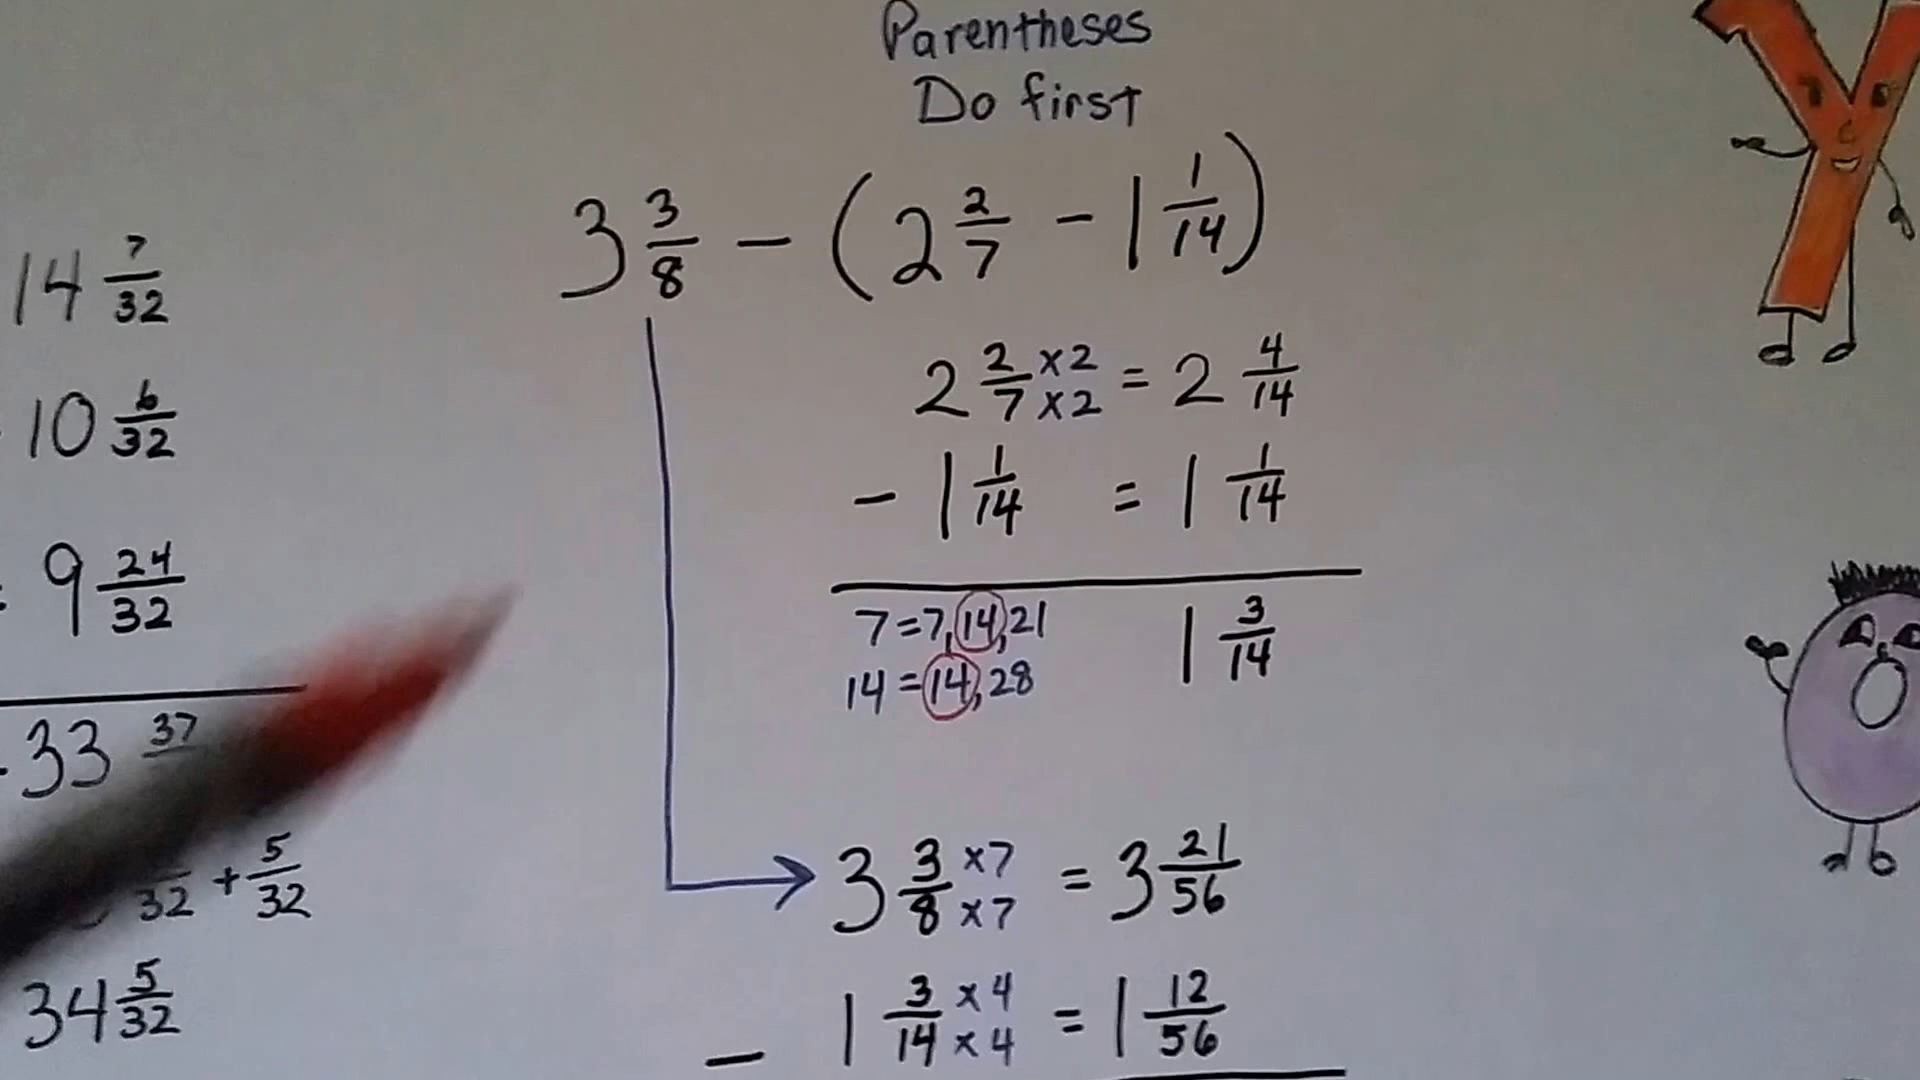 Parentheses
Do first
3 3/8 - (2 2/7 - 1 1/14)
2 2/7 ×2/×2 = 2 4/14
- 1 1/14 = 1 1/14
7=7,14,21
14=14,28
1 3/14
3 3/8 ×7/×7 = 3 21/56
- 1 3/14 ×4/×4 = 1 12/56
14 7/32
10 6/32
= 9 24/32
33 37
32 + 5/32
34 5/32